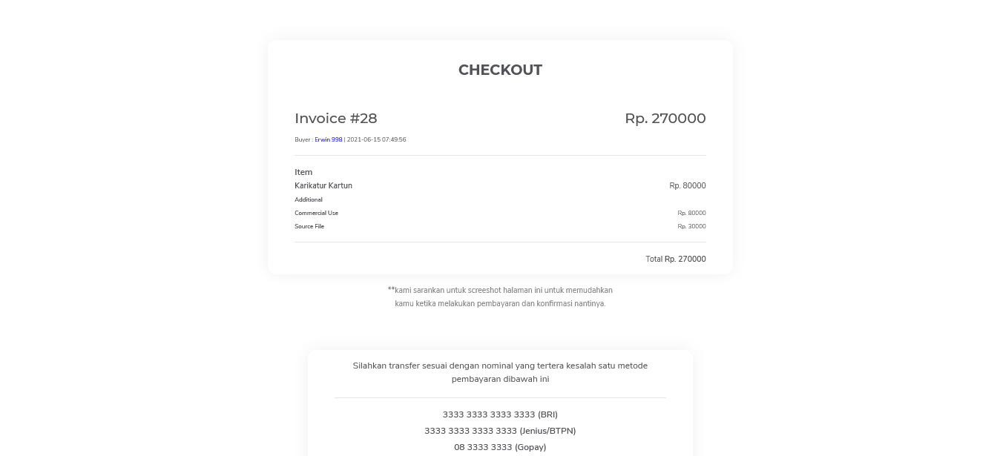 CHECKOUT
Invoice #28 Rp. 270000
Buyer : Erwin 998 | 2021-06-15 07:49:56
Item
Karikatur Kartun Rp. 80000
Additional
Commercial Use Rp. 80000
Source File Rp. 30000
Total Rp. 270000
**kami sarankan untuk screeshot halaman ini untuk memudahkan
kamu ketika melakukan pembayaran dan konfirmasi nantinya.
Silahkan transfer sesuai dengan nominal yang tertera kesalah satu metode
pembayaran dibawah ini
3333 3333 3333 3333 (BRI)
3333 3333 3333 3333 (Jenius/BTPN)
08 3333 3333 (Gopay)